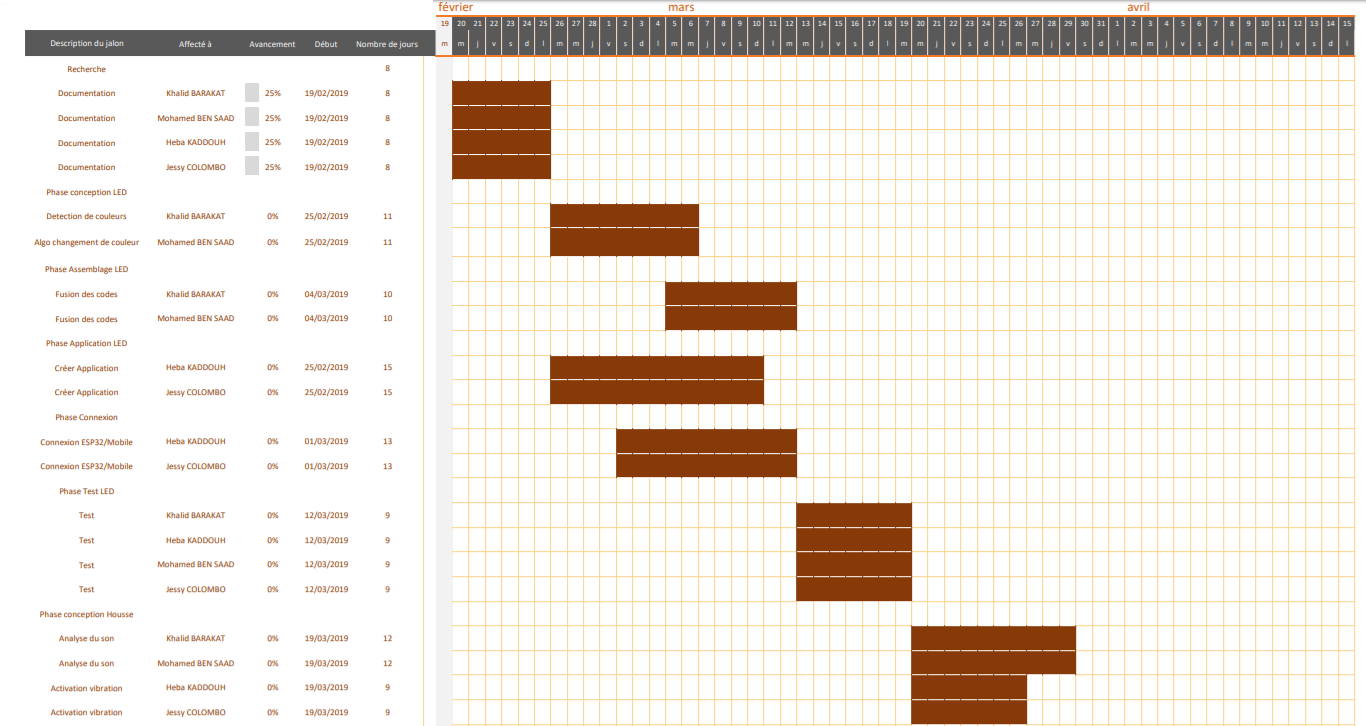 février mars avril
19 20 21 22 23 24 25 26 27 28 1 2 3 4 5 6 7 8 9 10 11 12 13 14 15 16 17 18 19 20 21 22 23 24 25 26 27 28 29 30 31 1 2 3 4 5 6 7 8 9 10 11 12 13 14 15
Description du jalon Affecté à Avancement Début Nombre de jours m m j v s d l m m j v s d l m m j v s d l m m j v s d l m m j v s d l m m j v s d l m m j v s d l m m j v s d l
Recherche 8
Documentation Khalid BARAKAT 25% 19/02/2019 8
Documentation Mohamed BEN SAAD 25% 19/02/2019 8
Documentation Heba KADDOUH 25% 19/02/2019 8
Documentation Jessy COLOMBO 25% 19/02/2019 8
Phase conception LED
Detection de couleurs Khalid BARAKAT 0% 25/02/2019 11
Algo changement de couleur Mohamed BEN SAAD 0% 25/02/2019 11
Phase Assemblage LED
Fusion des codes Khalid BARAKAT 0% 04/03/2019 10
Fusion des codes Mohamed BEN SAAD 0% 04/03/2019 10
Phase Application LED
Créer Application Heba KADDOUH 0% 25/02/2019 15
Créer Application Jessy COLOMBO 0% 25/02/2019 15
Phase Connexion
Connexion ESP32/Mobile Heba KADDOUH 0% 01/03/2019 13
Connexion ESP32/Mobile Jessy COLOMBO 0% 01/03/2019 13
Phase Test LED
Test Khalid BARAKAT 0% 12/03/2019 9
Test Heba KADDOUH 0% 12/03/2019 9
Test Mohamed BEN SAAD 0% 12/03/2019 9
Test Jessy COLOMBO 0% 12/03/2019 9
Phase conception Housse
Analyse du son Khalid BARAKAT 0% 19/03/2019 12
Analyse du son Mohamed BEN SAAD 0% 19/03/2019 12
Activation vibration Heba KADDOUH 0% 19/03/2019 9
Activation vibration Jessy COLOMBO 0% 19/03/2019 9